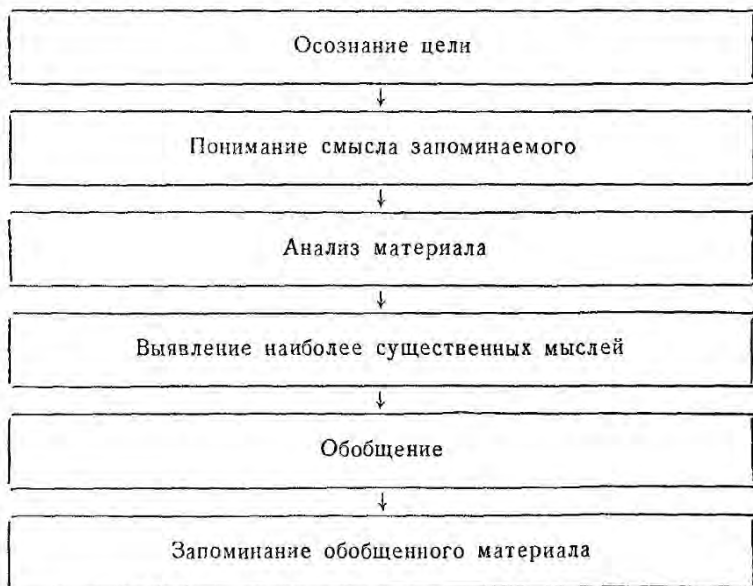 Осознание цели
↓
Понимание смысла запоминаемого
↓
Анализ материала
↓
Выявление наиболее существенных мыслей
↓
Обобщение
↓
Запоминание обобщенного материала